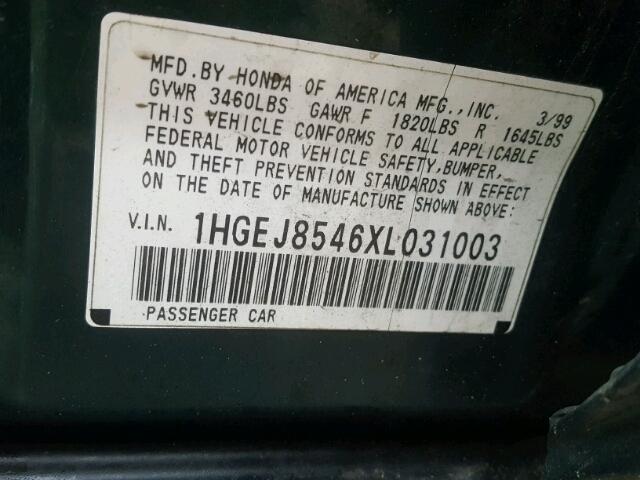 MFD.BY HONDA OF AMERICA MFG.,INC. 3/99
GVWR 3460LBS GAWR F 1820LBS R 1645LBS
THIS VEHICLE CONFORMS TO ALL APPLICABLE
FEDERAL MOTOR VEHICLE SAFETY,BUMPER,
AND THEFT PREVENTION STANDARDS IN EFFECT
ON THE DATE OF MANUFACTURE SHOWN ABOVE:
V.I.N. 1HGEJ8546XL031003
PASSENGER CAR